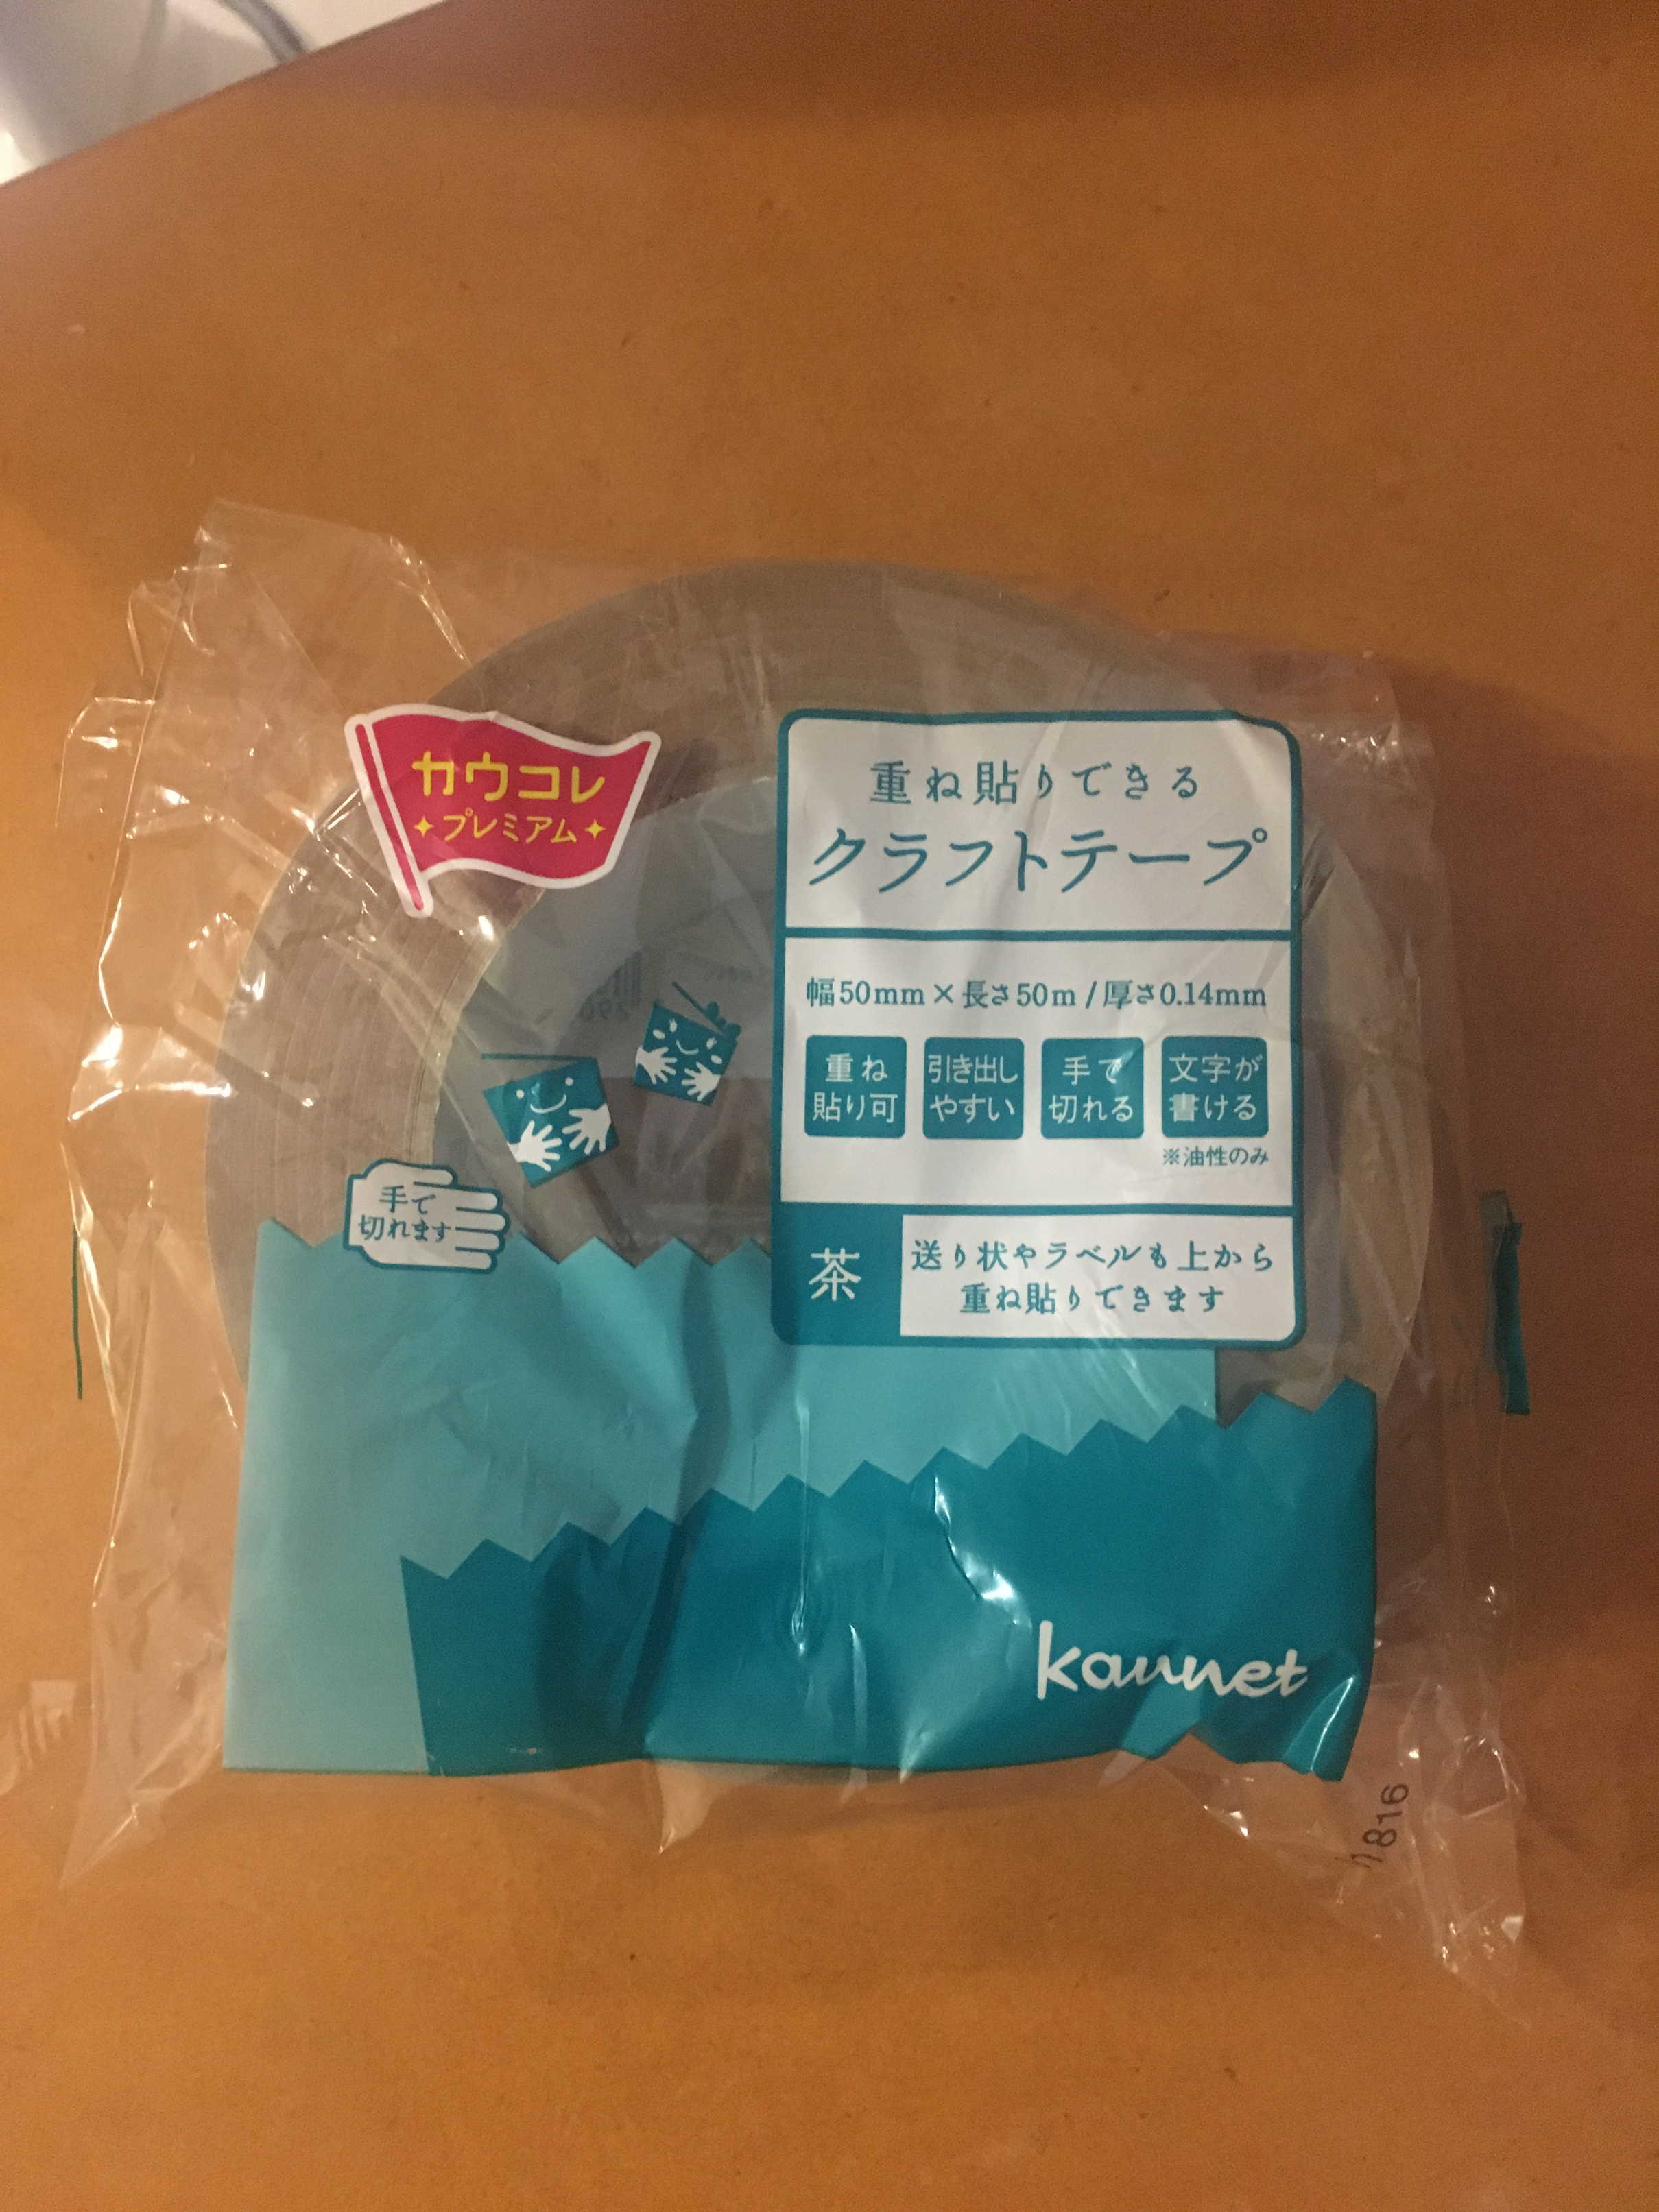 カウコレ
プレミアム
重ね貼りできる
クラフトテープ
幅50mm×長さ50m/厚さ0.14mm
重ね
貼り可
引き出し
やすい
手で
切れる
文字が
書ける
※油性のみ
手で
切れます
茶
送り状やラベルも上から
重ね貼りできます
kaunet